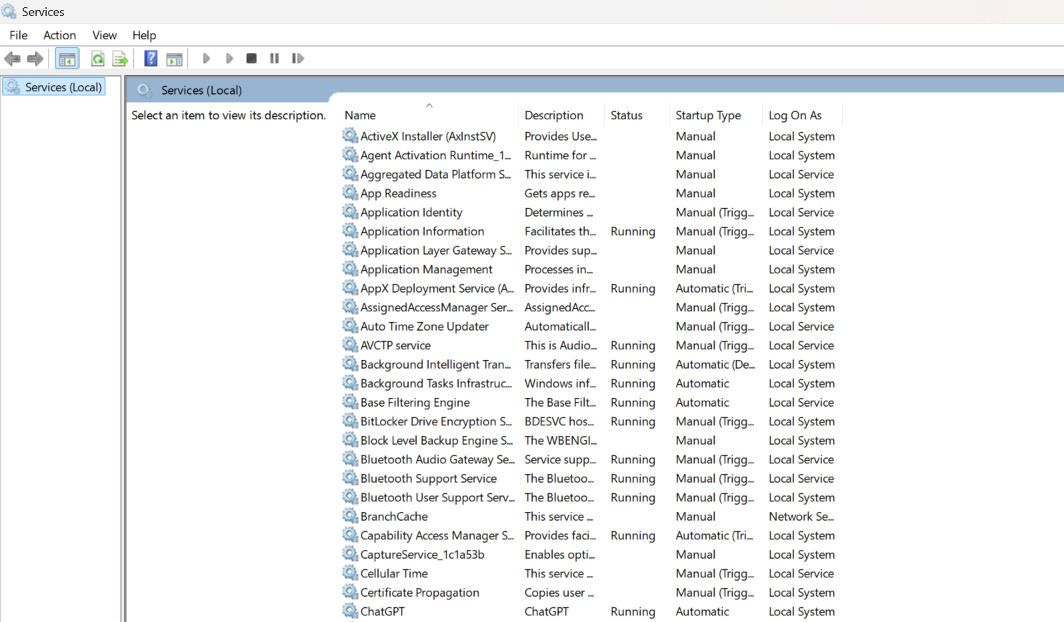 Services
File Action View Help
Services (Local)
Services (Local)
Select an item to view its description.
Name Description Status Startup Type Log On As
ActiveX Installer (AxInstSV) Provides Use... Manual Local System
Agent Activation Runtime_1... Runtime for ... Manual Local System
Aggregated Data Platform S... This service i... Manual Local Service
App Readiness Gets apps re... Manual Local System
Application Identity Determines ... Manual (Trigg... Local Service
Application Information Facilitates th... Running Manual (Trigg... Local System
Application Layer Gateway S... Provides sup... Manual Local Service
Application Management Processes in... Manual Local System
AppX Deployment Service (A... Provides infr... Running Automatic (Tri... Local System
AssignedAccessManager Ser... AssignedAcc... Manual (Trigg... Local System
Auto Time Zone Updater Automaticall... Manual (Trigg... Local Service
AVCTP service This is Audio... Running Manual (Trigg... Local Service
Background Intelligent Tran... Transfers file... Running Automatic (De... Local System
Background Tasks Infrastruc... Windows inf... Running Automatic Local System
Base Filtering Engine The Base Filt... Running Automatic Local Service
BitLocker Drive Encryption S... BDESVC hos... Running Manual (Trigg... Local System
Block Level Backup Engine S... The WBENGI... Manual Local System
Bluetooth Audio Gateway Se... Service supp... Running Manual (Trigg... Local Service
Bluetooth Support Service The Bluetoo... Running Manual (Trigg... Local Service
Bluetooth User Support Serv... The Bluetoo... Running Manual (Trigg... Local System
BranchCache This service ... Manual Network Se...
Capability Access Manager S... Provides faci... Running Automatic (Tri... Local System
CaptureService_1c1a53b Enables opti... Manual Local System
Cellular Time This service ... Manual (Trigg... Local Service
Certificate Propagation Copies user ... Manual (Trigg... Local System
ChatGPT ChatGPT Running Automatic Local System